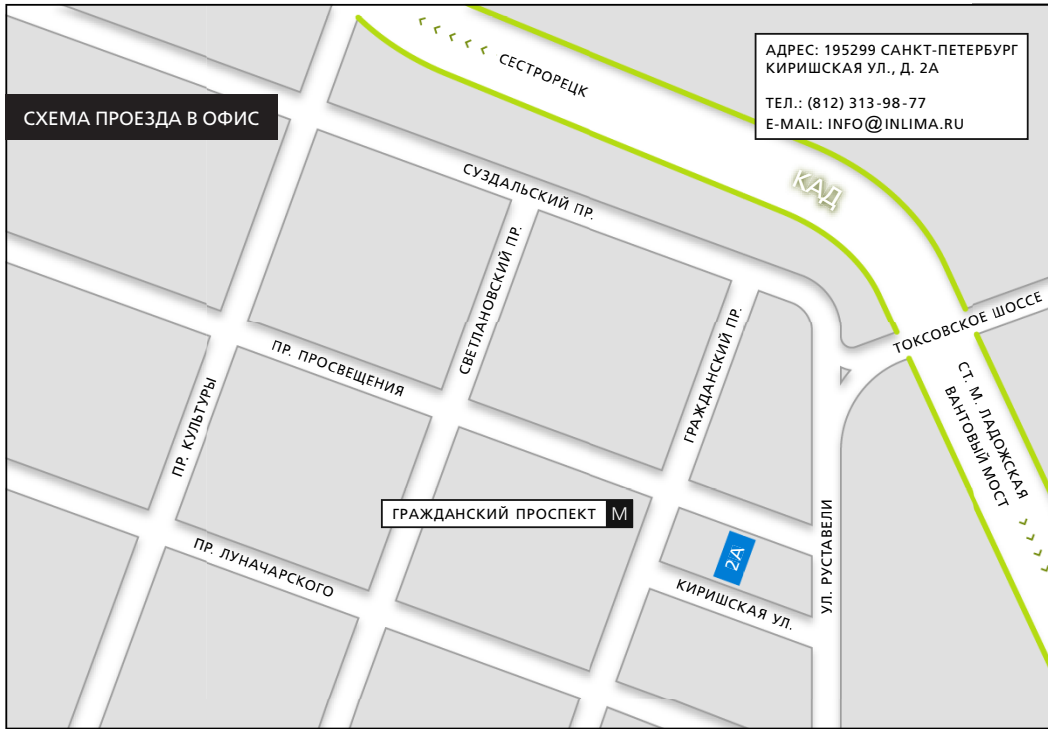 СЕСТРОРЕЦК
АДРЕС: 195299 САНКТ-ПЕТЕРБУРГ
КИРИШСКАЯ УЛ., Д. 2А
ТЕЛ.: (812) 313-98-77
E-MAIL: INFO@INLIMA.RU
СХЕМА ПРОЕЗДА В ОФИС
КАД
СУЗДАЛЬСКИЙ ПР.
СВЕТЛАНОВСКИЙ ПР.
ТОКСОВСКОЕ ШОССЕ
ПР. ПРОСВЕЩЕНИЯ
ГРАЖДАНСКИЙ ПР.
ПР. КУЛЬТУРЫ
СТ. М. ЛАДОЖСКАЯ
ВАНТОВЫЙ МОСТ
ГРАЖДАНСКИЙ ПРОСПЕКТ М
2А
УЛ. РУСТАВЕЛИ
ПР. ЛУНАЧАРСКОГО
КИРИШСКАЯ УЛ.